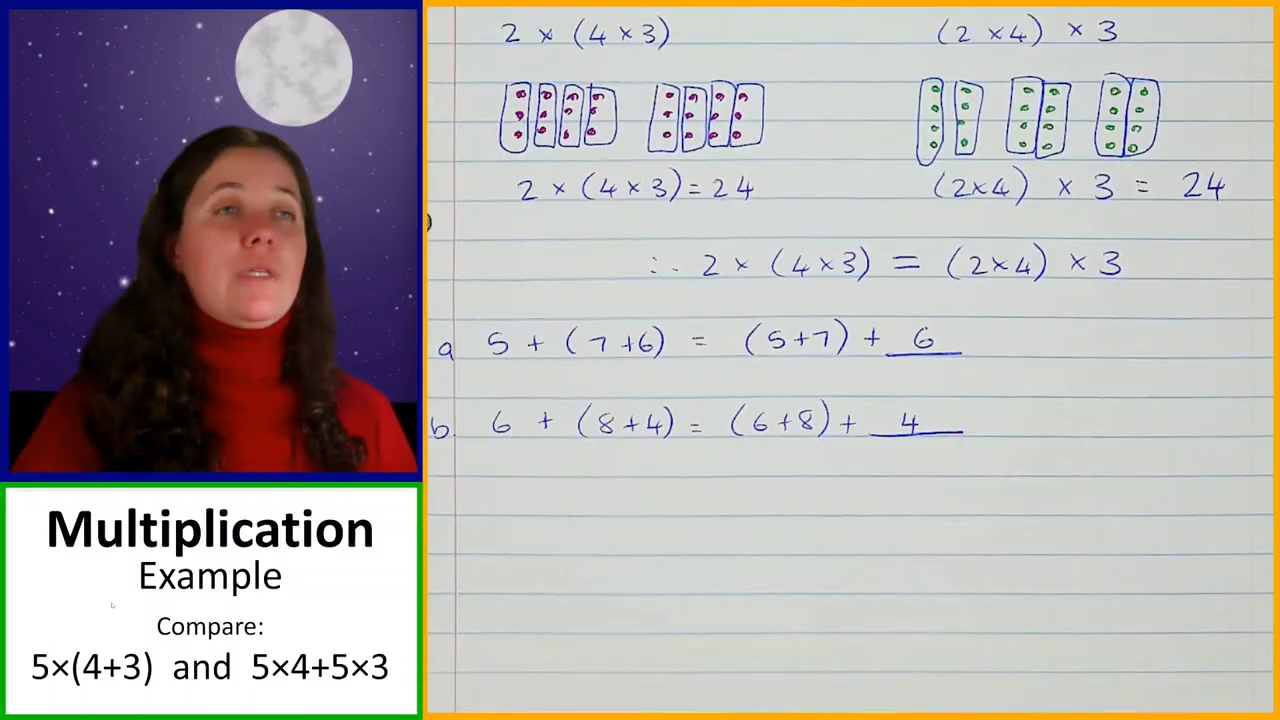 2 × (4 × 3)
(2 × 4) × 3
2 × (4 × 3) = 24
(2×4) × 3 = 24
∴ 2 × (4×3) = (2×4) × 3
a 5 + (7 + 6) = (5+7) + 6
b. 6 + (8+4) = (6+8) + 4
Multiplication
Example
Compare:
5×(4+3) and 5×4+5×3